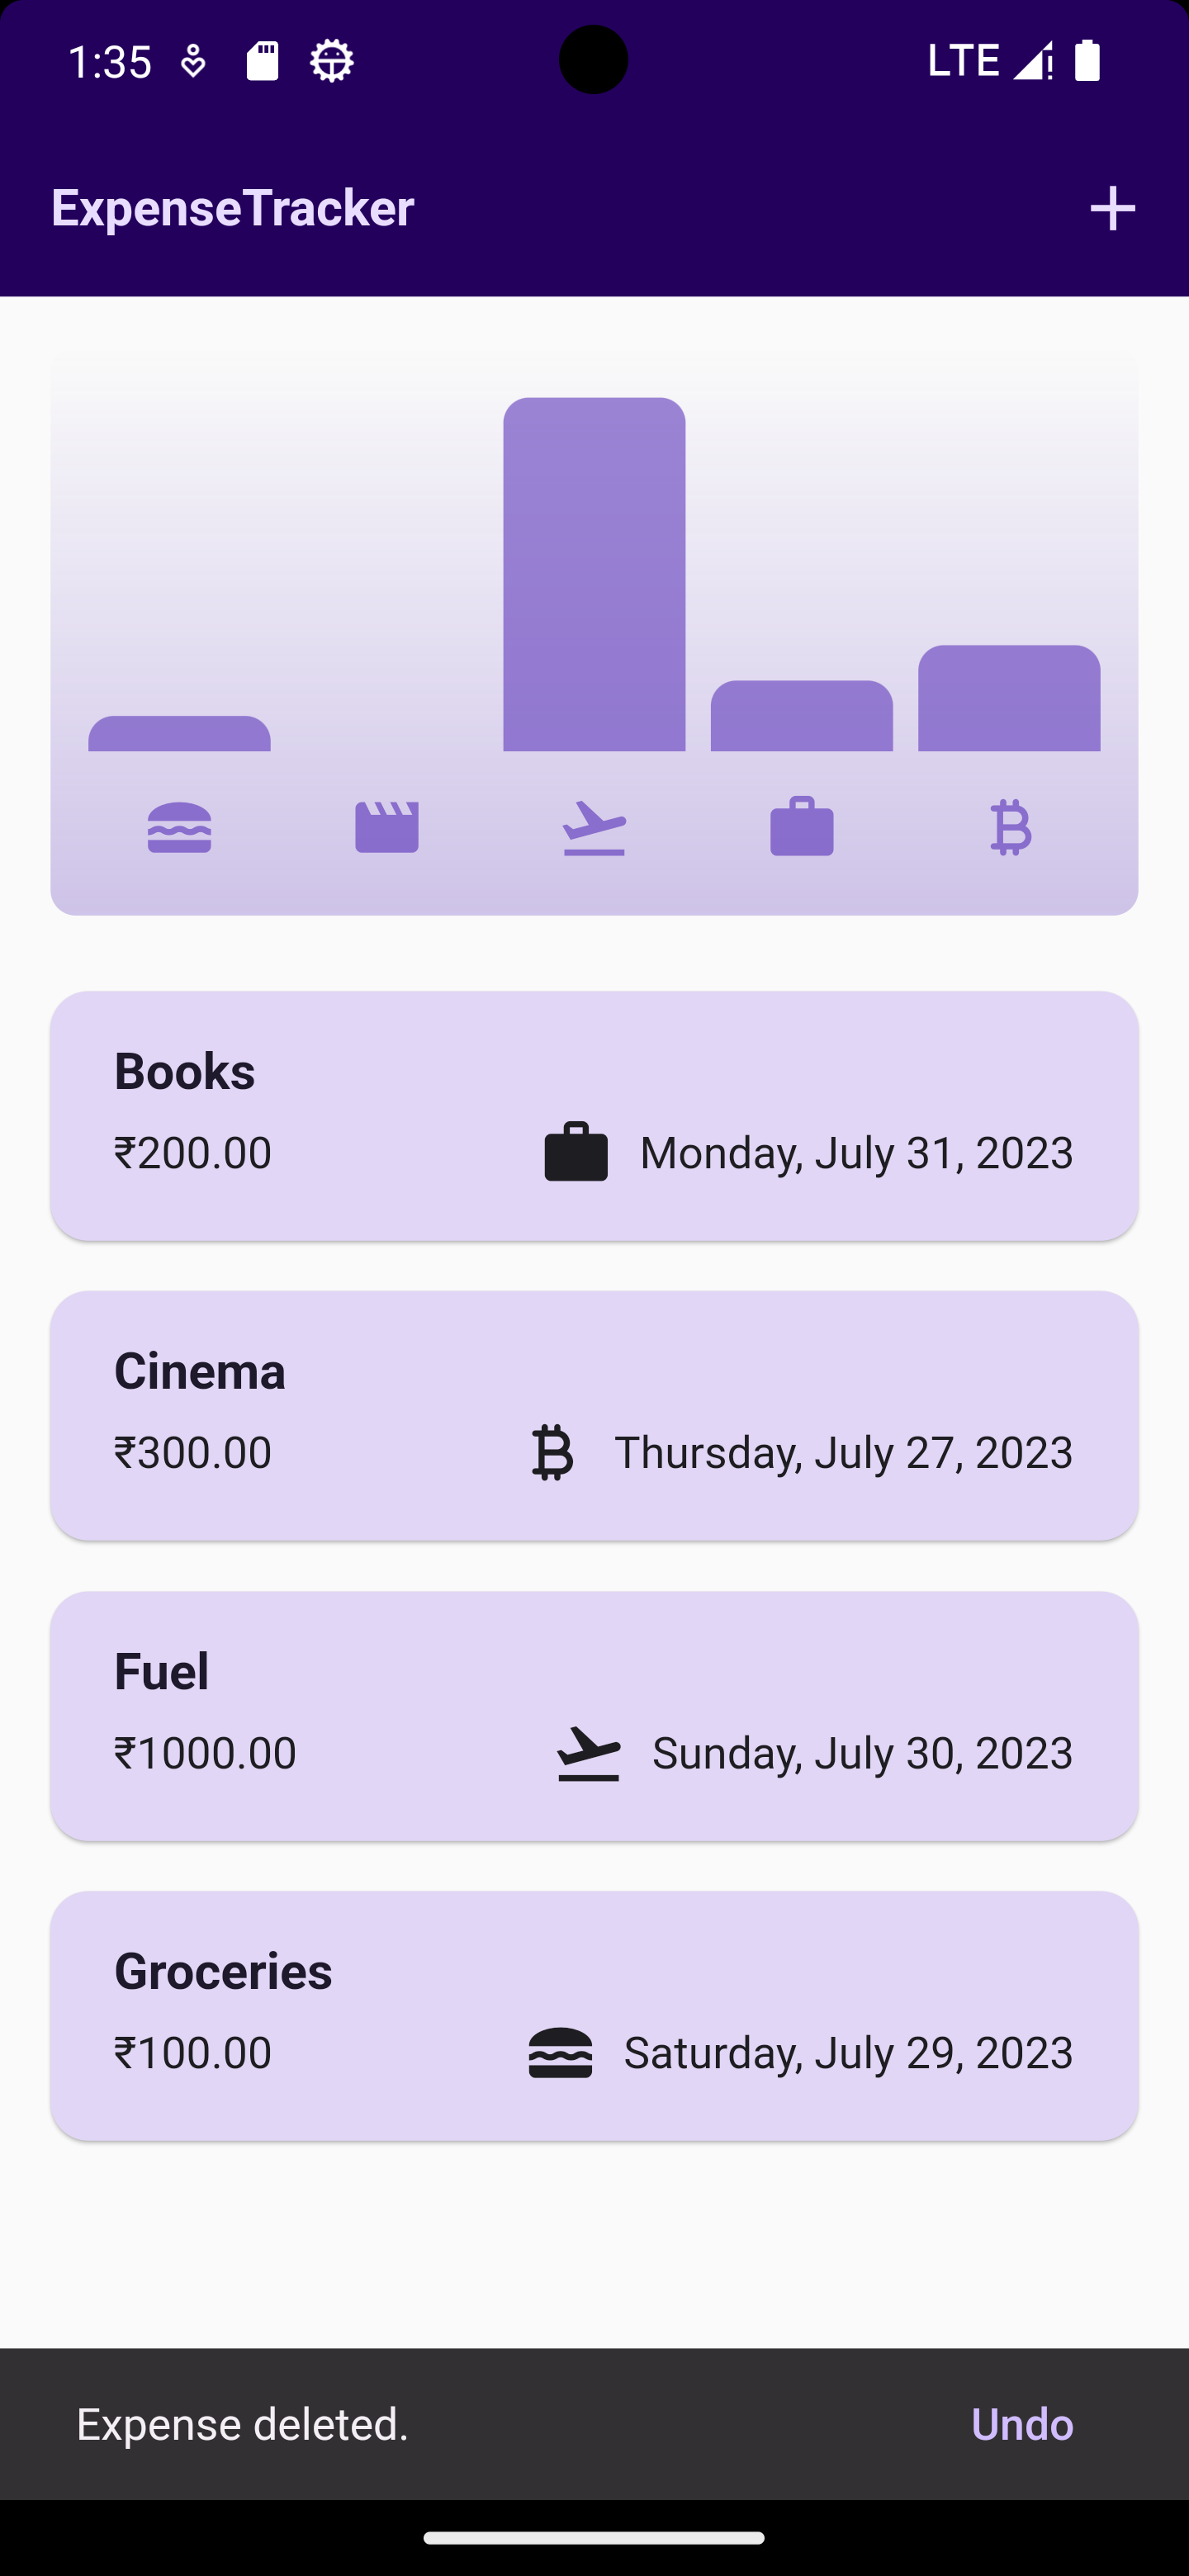 1:35 LTE
ExpenseTracker
Books
₹200.00 Monday, July 31, 2023
Cinema
₹300.00 Thursday, July 27, 2023
Fuel
₹1000.00 Sunday, July 30, 2023
Groceries
₹100.00 Saturday, July 29, 2023
Expense deleted. Undo